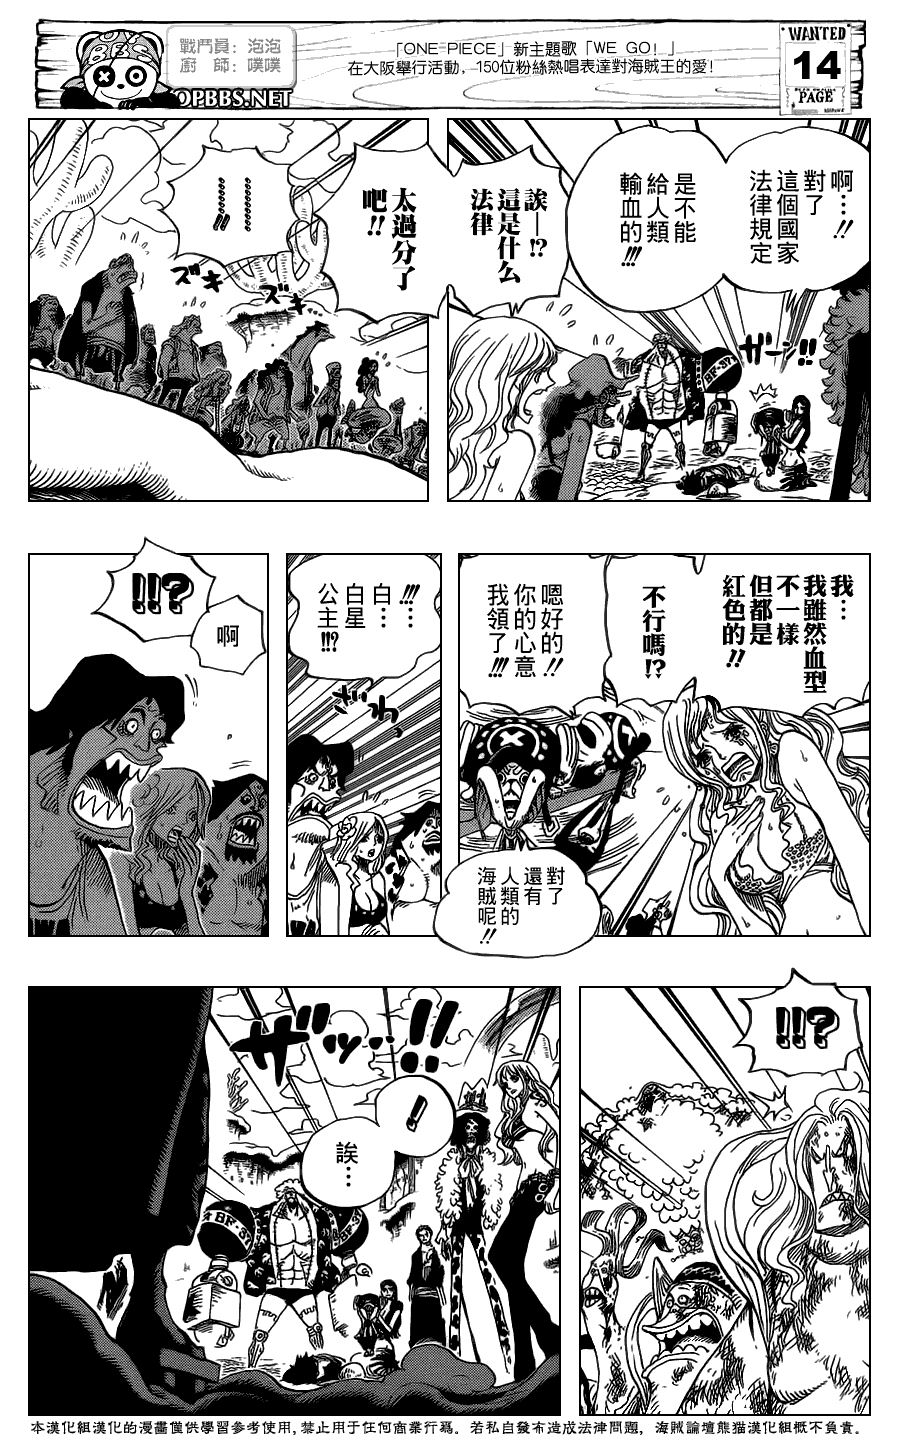 戰鬥員: 泡泡
廚 師: 噗噗
OPBBS.NET
「ONE PIECE」新主題歌「WE GO!」
在大阪舉行活動, 150位粉絲熱唱表達對海賊王的愛!
WANTED
14
PAGE
啊…!!
對了
這個國家
法律規定
是不能
給人類
輸血的!!!
誒—!?
這是什么
法律
ガーン!!!
BF-37
太過分了
吧!!
………
………!!
ズキ
ズキ…
我…
我雖然血型
不一樣
但都是
紅色的!!
不行嗎!?
嗯好的!!
你的心意
我領了!!!
對了
還有
人類的
海賊呢!!
!!!
白…
白星
公主!!?
ざわっ
啊
!!?
!!?
ザッ…!!
!
誒…
BF-37
本漢化組漢化的漫畫僅供學習參考使用,禁止用于任何商業行爲。若私自發布造成法律問題, 海賊論壇熊猫漢化組概不負責。